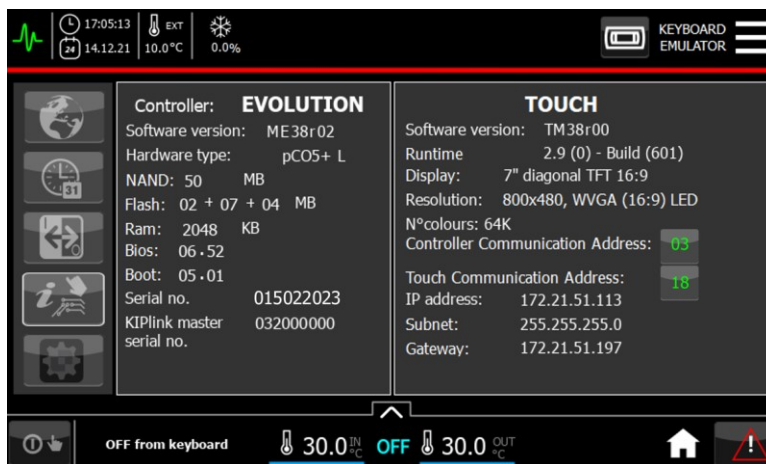 17:05:13 EXT
24 14.12.21 10.0°C 0.0%
KEYBOARD
EMULATOR
31
Controller: EVOLUTION
Software version: ME38r02
Hardware type: pCO5+ L
NAND: 50 MB
Flash: 02 + 07 + 04 MB
Ram: 2048 KB
Bios: 06.52
Boot: 05.01
Serial no. 015022023
KIPlink master 032000000
serial no.
TOUCH
Software version: TM38r00
Runtime 2.9 (0) - Build (601)
Display: 7" diagonal TFT 16:9
Resolution: 800x480, WVGA (16:9) LED
N°colours: 64K
Controller Communication Address: 03
Touch Communication Address: 18
IP address: 172.21.51.113
Subnet: 255.255.255.0
Gateway: 172.21.51.197
OFF from keyboard 30.0 IN °C OFF 30.0 OUT °C